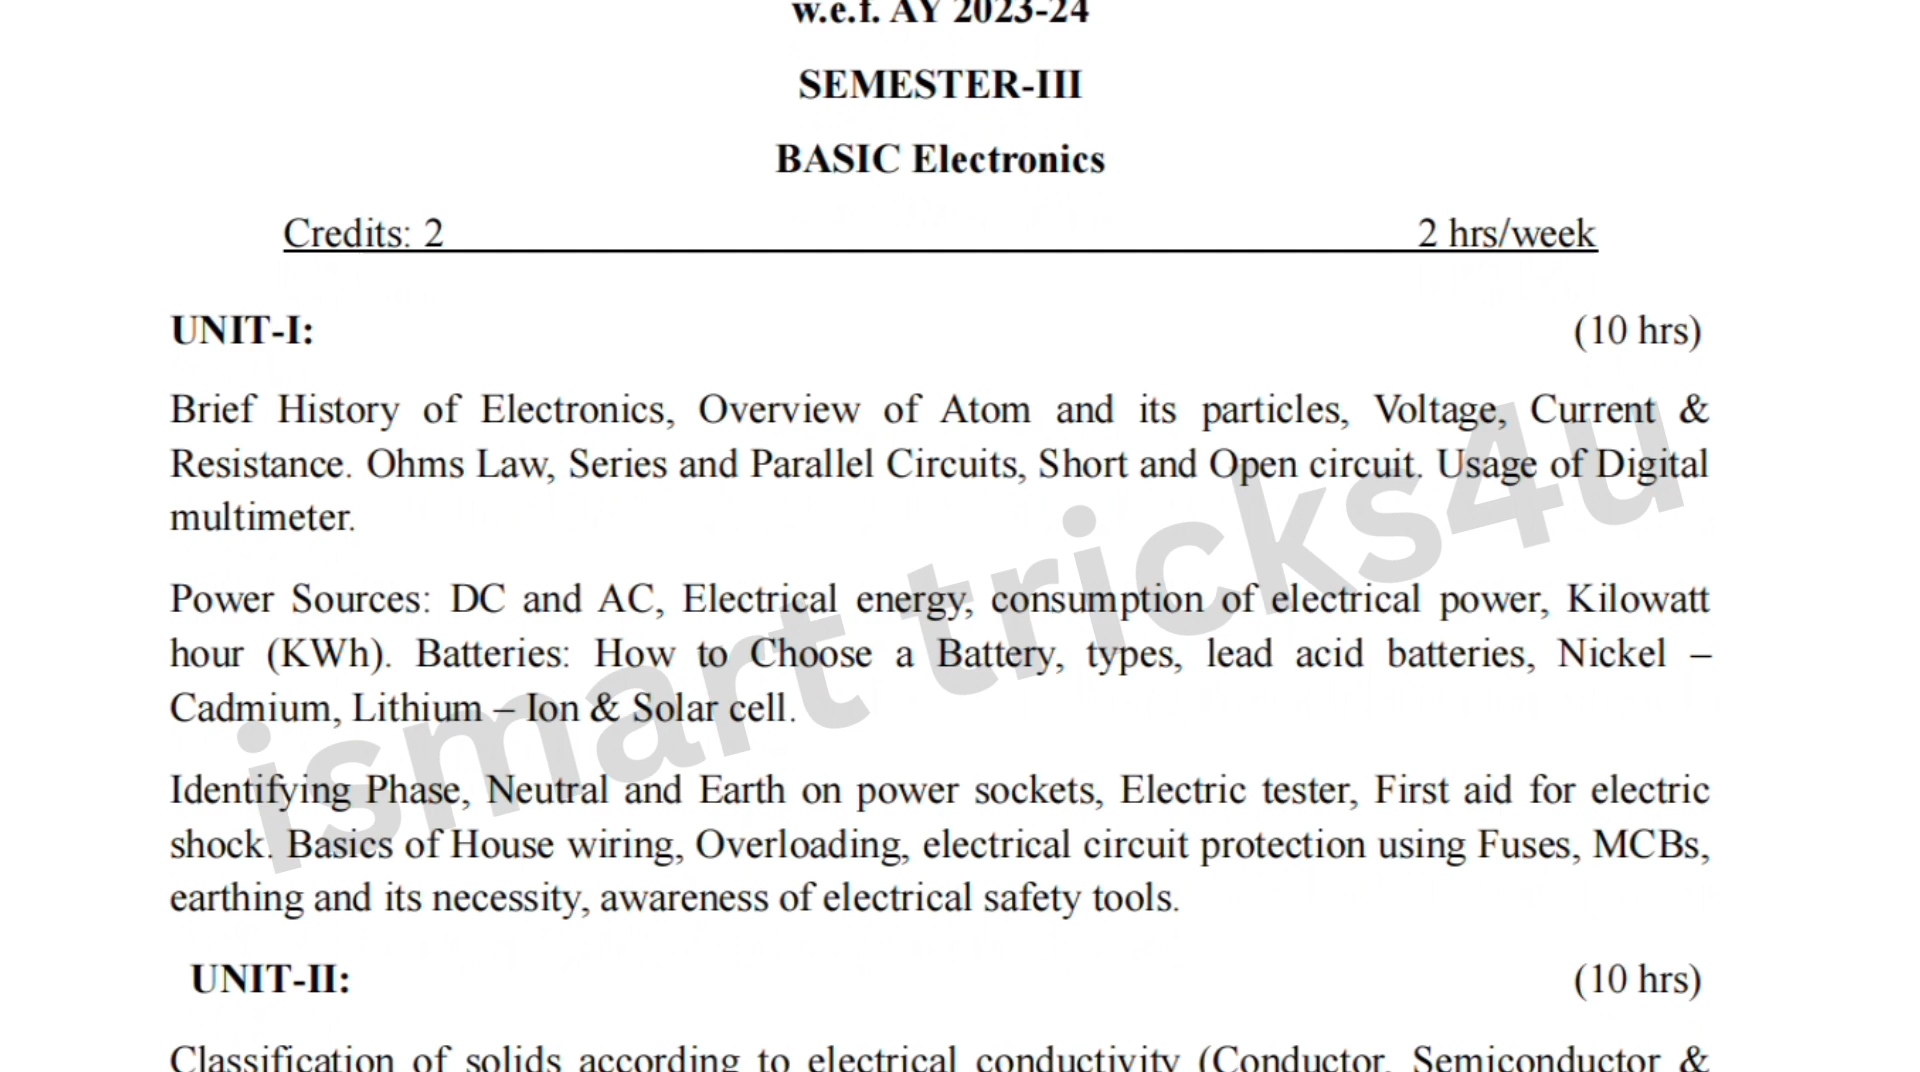 w.e.f. AY 2023-24
SEMESTER-III
BASIC Electronics
Credits: 2 2 hrs/week
UNIT-I: (10 hrs)
Brief History of Electronics, Overview of Atom and its particles, Voltage, Current &
Resistance. Ohms Law, Series and Parallel Circuits, Short and Open circuit. Usage of Digital
multimeter.
Power Sources: DC and AC, Electrical energy, consumption of electrical power, Kilowatt
hour (KWh). Batteries: How to Choose a Battery, types, lead acid batteries, Nickel –
Cadmium, Lithium – Ion & Solar cell.
Identifying Phase, Neutral and Earth on power sockets, Electric tester, First aid for electric
shock. Basics of House wiring, Overloading, electrical circuit protection using Fuses, MCBs,
earthing and its necessity, awareness of electrical safety tools.
UNIT-II: (10 hrs)
Classification of solids according to electrical conductivity (Conductor, Semiconductor &
ismart tricks4u